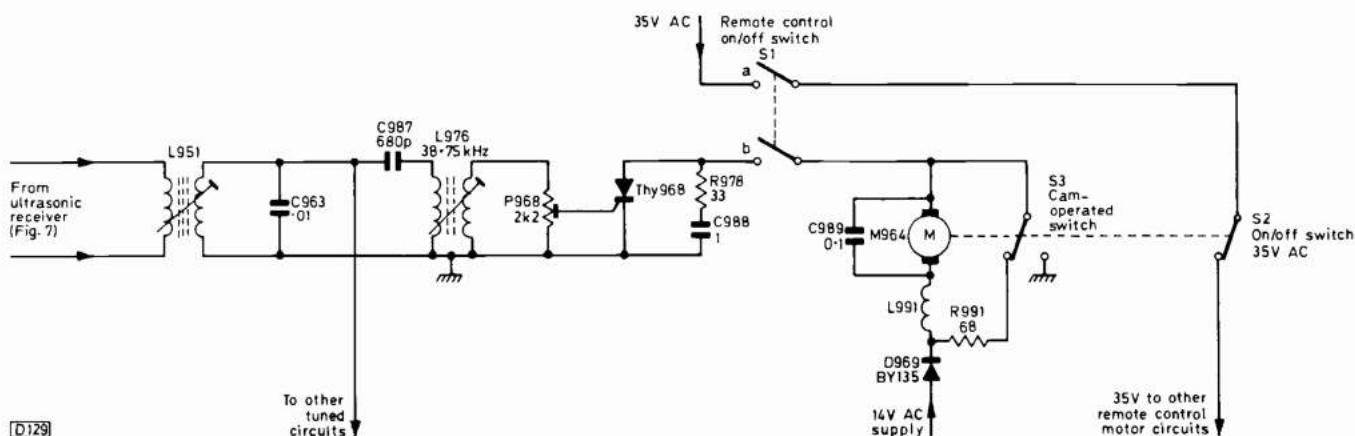 35V AC
Remote control
on/off switch
S1
a
b
L951
From
ultrasonic
receiver
(Fig. 7)
C963
·01
C987
680p
L976
38·75kHz
P968
2k2
Thy968
R978
33
C988
1
C989
0·1
M964
M
S3
Cam-
operated
switch
S2
On/off switch
35V AC
L991
R991
68
D969
BY135
14V AC
supply
To other
tuned
circuits
35V to other
remote control
motor circuits
D129